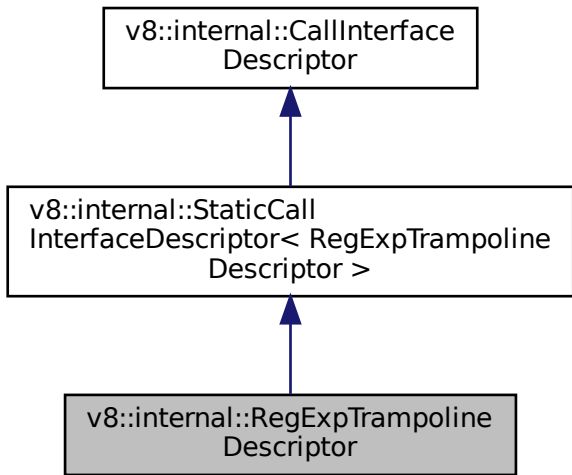 v8::internal::CallInterface
Descriptor
v8::internal::StaticCall
InterfaceDescriptor< RegExpTrampoline
Descriptor >
v8::internal::RegExpTrampoline
Descriptor